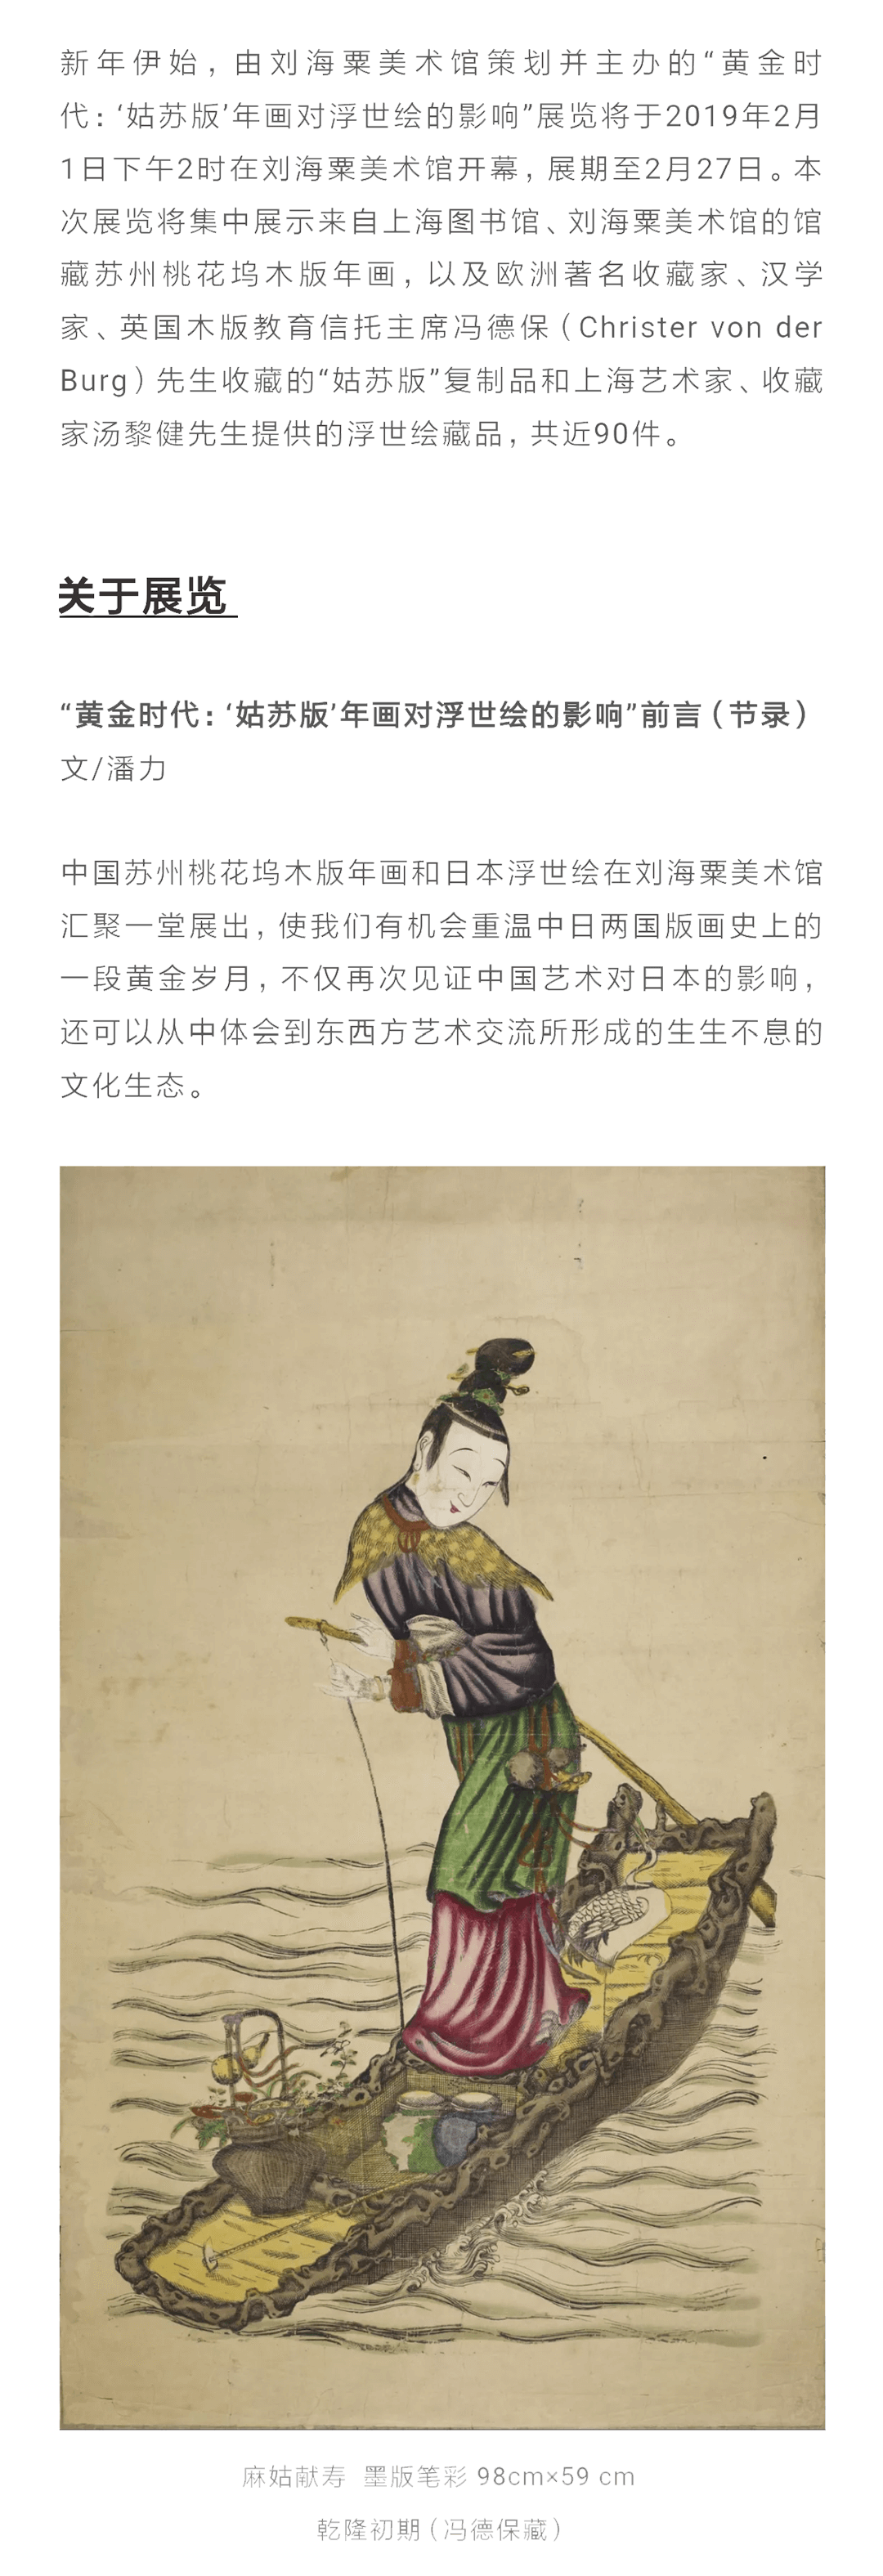 新年伊始，由刘海粟美术馆策划并主办的“黄金时
代：‘姑苏版’年画对浮世绘的影响”展览将于2019年2月
1日下午2时在刘海粟美术馆开幕，展期至2月27日。本
次展览将集中展示来自上海图书馆、刘海粟美术馆的馆
藏苏州桃花坞木版年画，以及欧洲著名收藏家、汉学
家、英国木版教育信托主席冯德保（Christer von der
Burg）先生收藏的“姑苏版”复制品和上海艺术家、收藏
家汤黎健先生提供的浮世绘藏品，共近90件。
关于展览
“黄金时代：‘姑苏版’年画对浮世绘的影响”前言（节录）
文/潘力
中国苏州桃花坞木版年画和日本浮世绘在刘海粟美术馆
汇聚一堂展出，使我们有机会重温中日两国版画史上的
一段黄金岁月，不仅再次见证中国艺术对日本的影响，
还可以从中体会到东西方艺术交流所形成的生生不息的
文化生态。
麻姑献寿 墨版笔彩 98cm×59 cm
乾隆初期（冯德保藏）